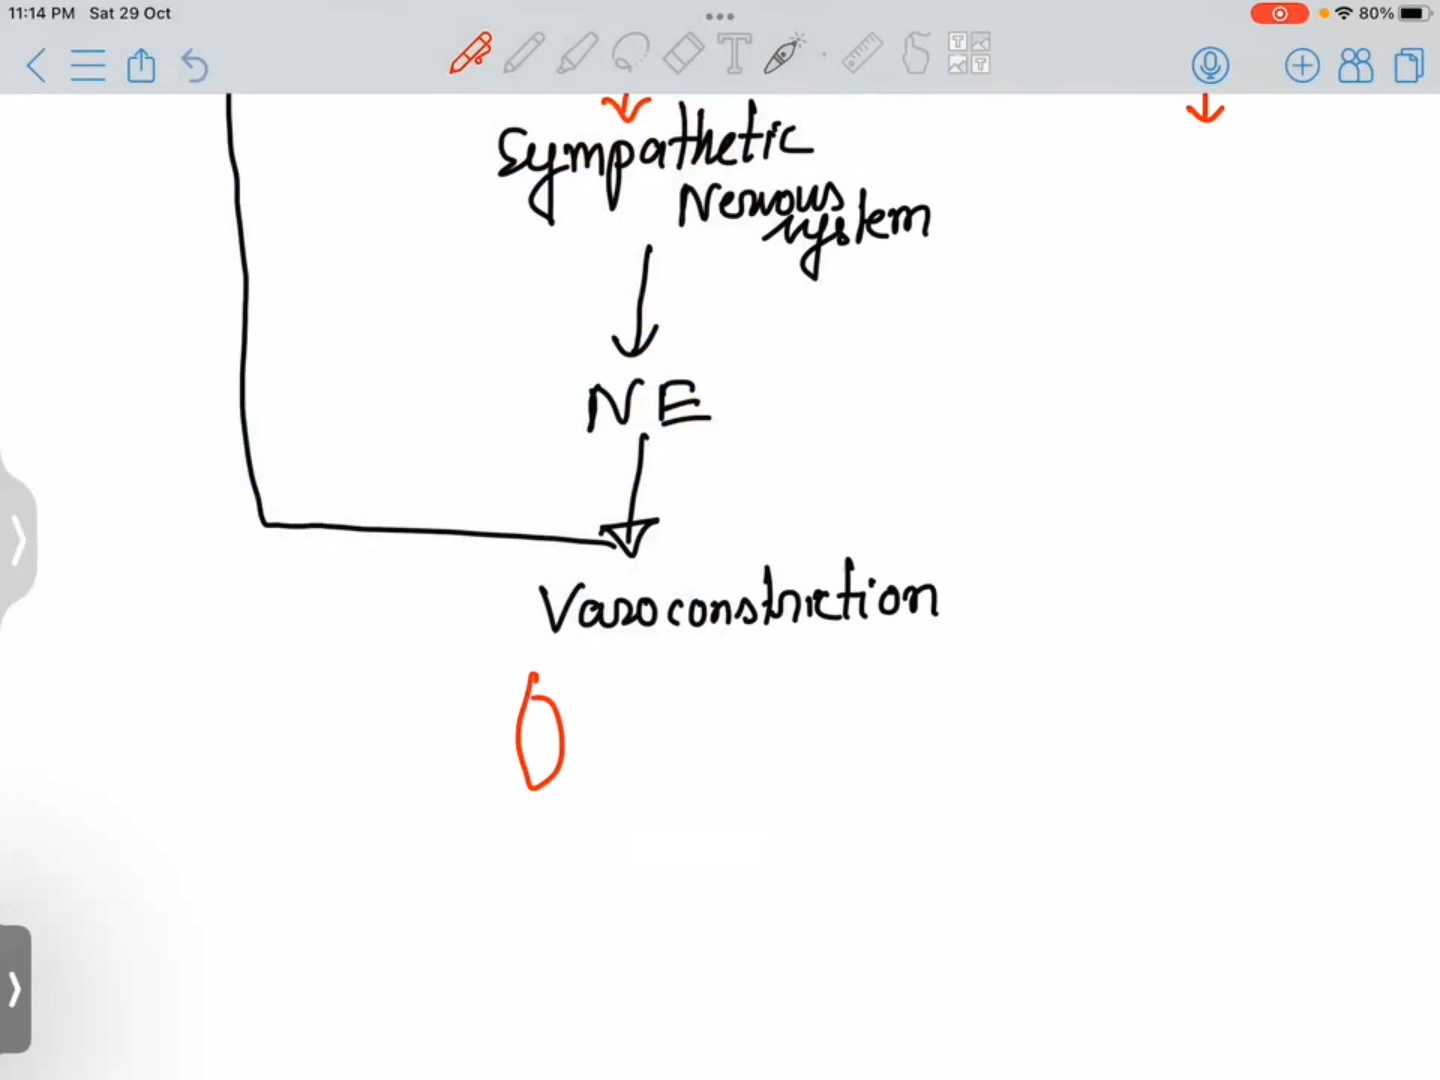 11:14 PM Sat 29 Oct
80%
Sympathetic
Nervous
system
NE
Vasoconstriction